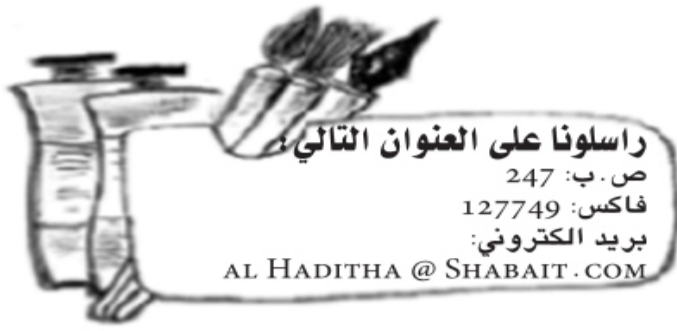 راسلونا على العنوان التالي:
ص.ب: 247
فاكس: 127749
بريد الكتروني:
AL HADITHA @ SHABAIT.COM